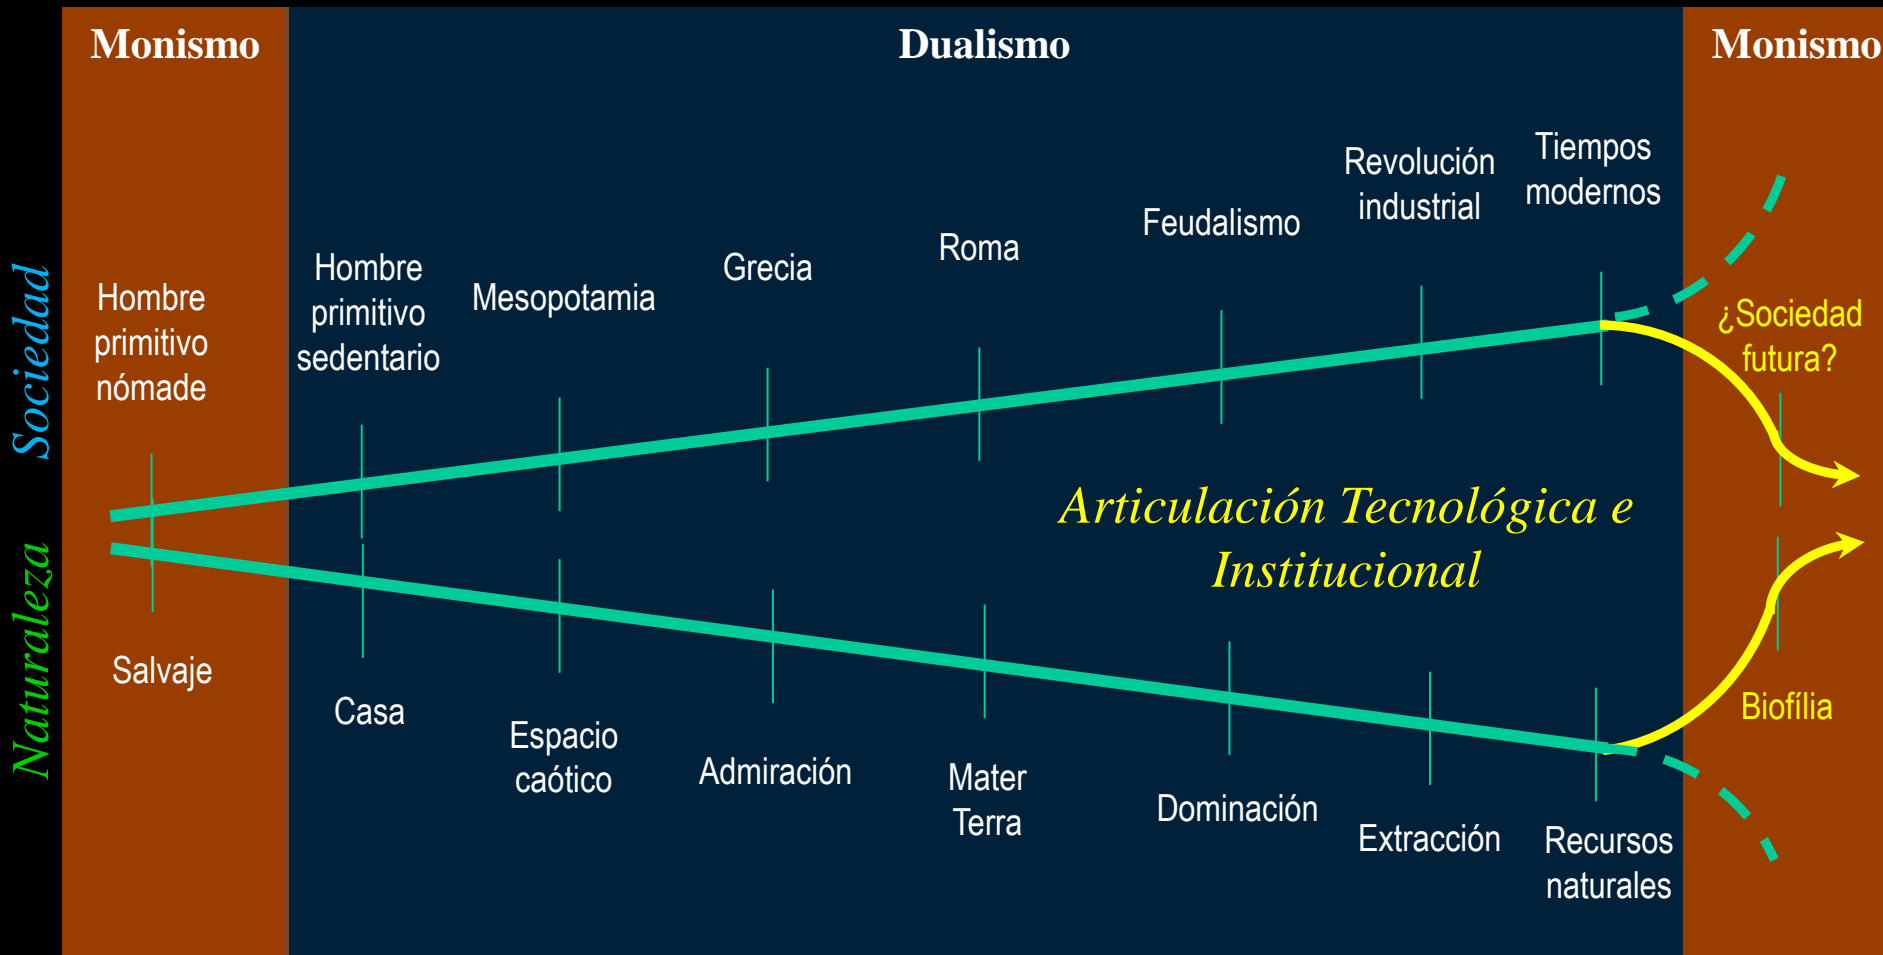 Monismo
Dualismo
Monismo
Sociedad
Naturaleza
Hombre
primitivo
nómade
Hombre
primitivo
sedentario
Mesopotamia
Grecia
Roma
Feudalismo
Revolución
industrial
Tiempos
modernos
¿Sociedad
futura?
Articulación Tecnológica e
Institucional
Salvaje
Casa
Espacio
caótico
Admiración
Mater
Terra
Dominación
Extracción
Recursos
naturales
Biofília